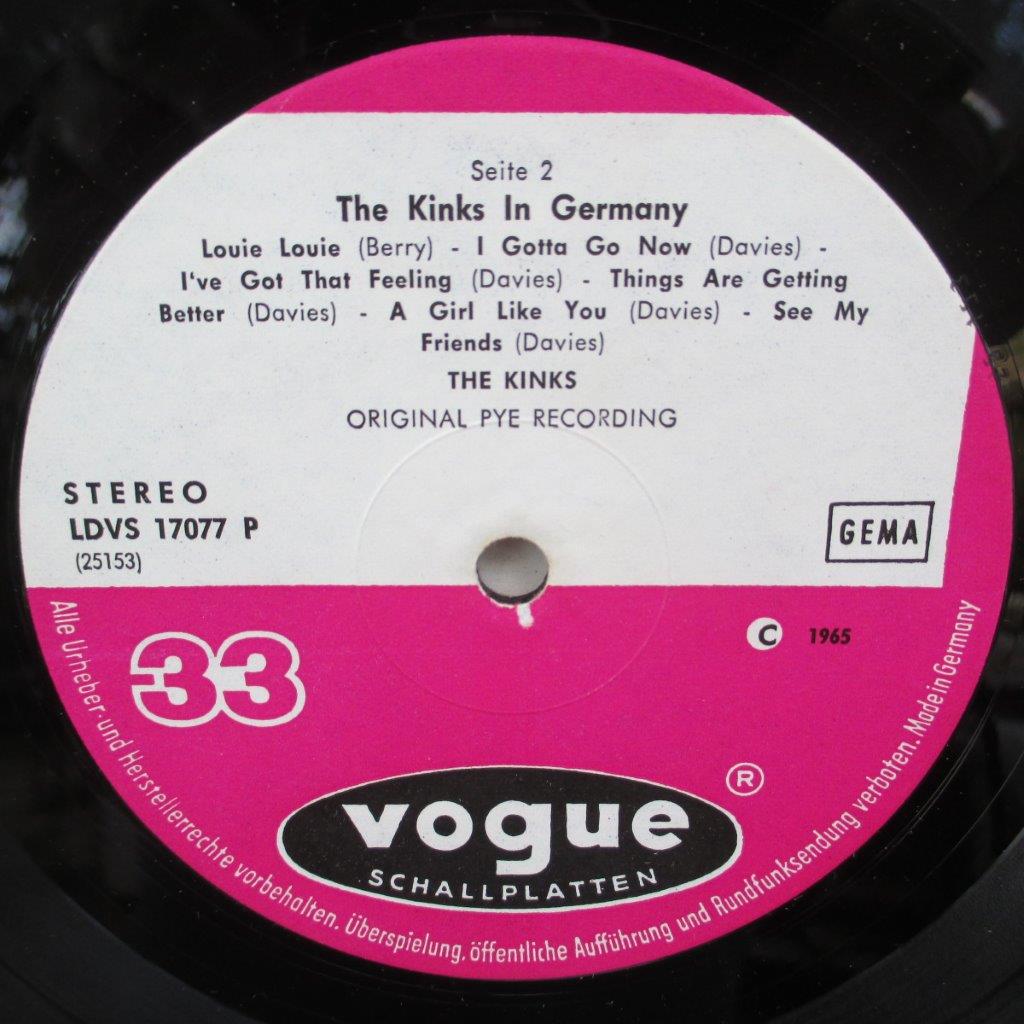 Seite 2
The Kinks In Germany
Louie Louie (Berry) - I Gotta Go Now (Davies) -
I've Got That Feeling (Davies) - Things Are Getting
Better (Davies) - A Girl Like You (Davies) - See My
Friends (Davies)
THE KINKS
ORIGINAL PYE RECORDING
STEREO
LDVS 17077 P
(25153)
GEMA
33
C 1965
vogue ®
SCHALLPLATTEN
Alle Urheber- und Herstellerrechte vorbehalten. Überspielung, öffentliche Aufführung und Rundfunksendung verboten. Made in Germany